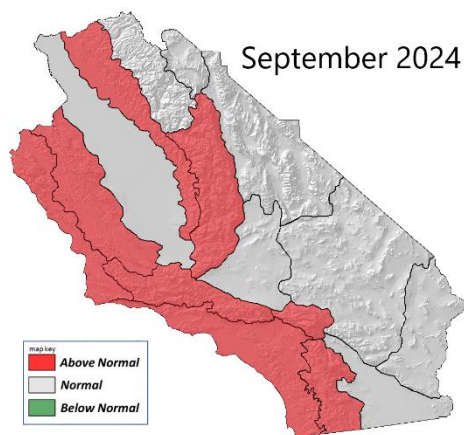 September 2024
map key
Above Normal
Normal
Below Normal